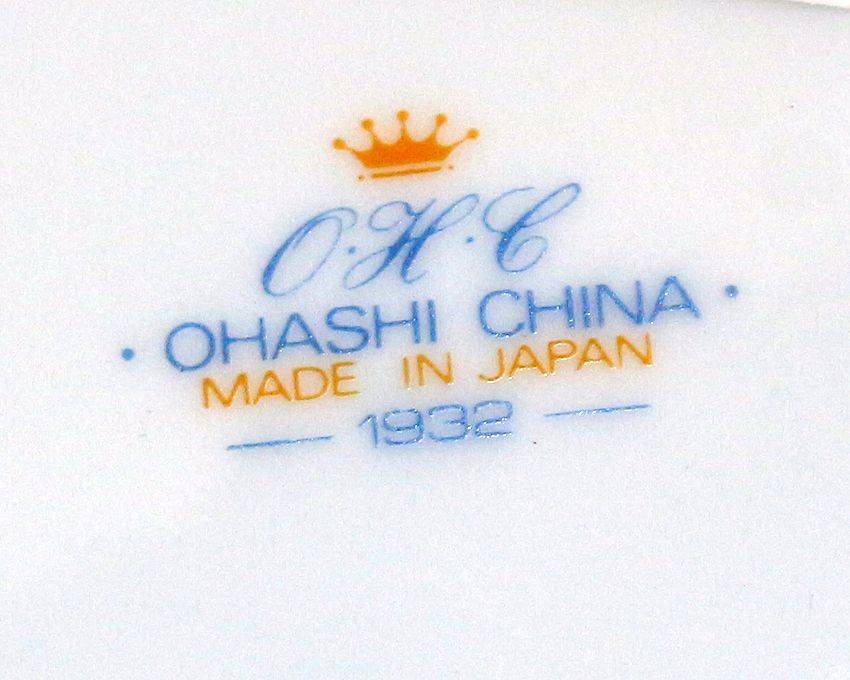 O·H·C
· OHASHI CHINA ·
MADE IN JAPAN
— 1932 —